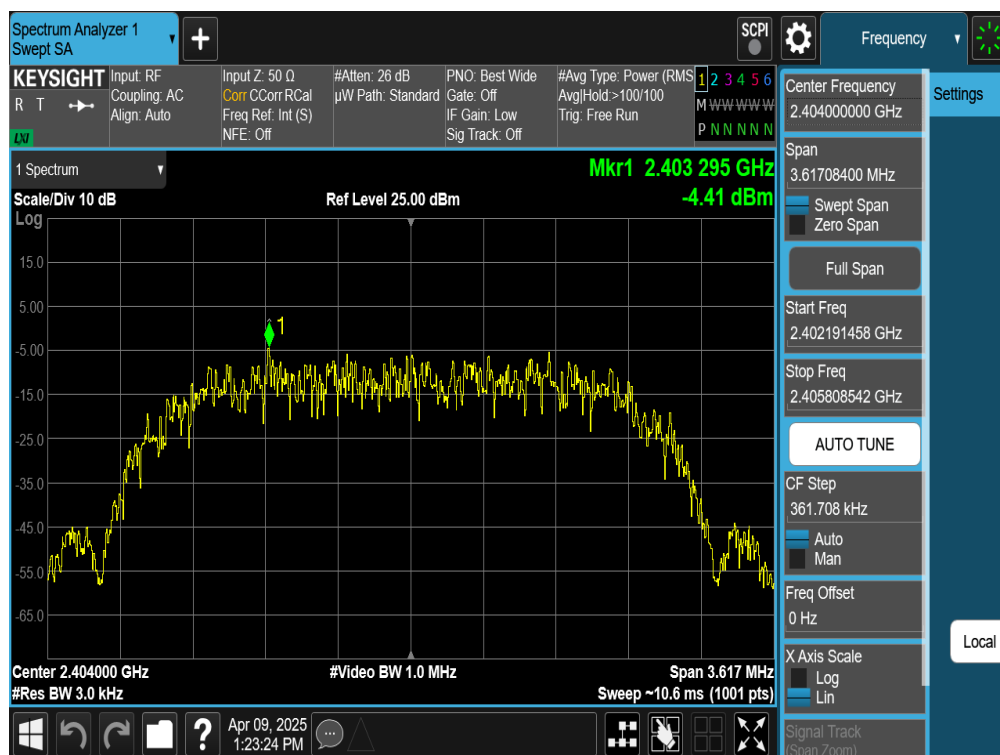 Spectrum Analyzer 1
Swept SA
+
SCPI
Frequency
KEYSIGHT
R T
LXI
Input: RF
Coupling: AC
Align: Auto
Input Z: 50 Ω
Corr CCorr RCal
Freq Ref: Int (S)
NFE: Off
#Atten: 26 dB
µW Path: Standard
PNO: Best Wide
Gate: Off
IF Gain: Low
Sig Track: Off
#Avg Type: Power (RMS
Avg|Hold:>100/100
Trig: Free Run
1 2 3 4 5 6
M W W W W W
P N N N N N
1 Spectrum
Mkr1 2.403 295 GHz
-4.41 dBm
Scale/Div 10 dB
Ref Level 25.00 dBm
Log
15.0
5.00
-5.00
-15.0
-25.0
-35.0
-45.0
-55.0
-65.0
1
Center 2.404000 GHz
#Video BW 1.0 MHz
Span 3.617 MHz
#Res BW 3.0 kHz
Sweep ~10.6 ms (1001 pts)
Center Frequency
2.404000000 GHz
Span
3.61708400 MHz
Swept Span
Zero Span
Full Span
Start Freq
2.402191458 GHz
Stop Freq
2.405808542 GHz
AUTO TUNE
CF Step
361.708 kHz
Auto
Man
Freq Offset
0 Hz
X Axis Scale
Log
Lin
Signal Track
(Span Zoom)
Settings
Local
?
Apr 09, 2025
1:23:24 PM